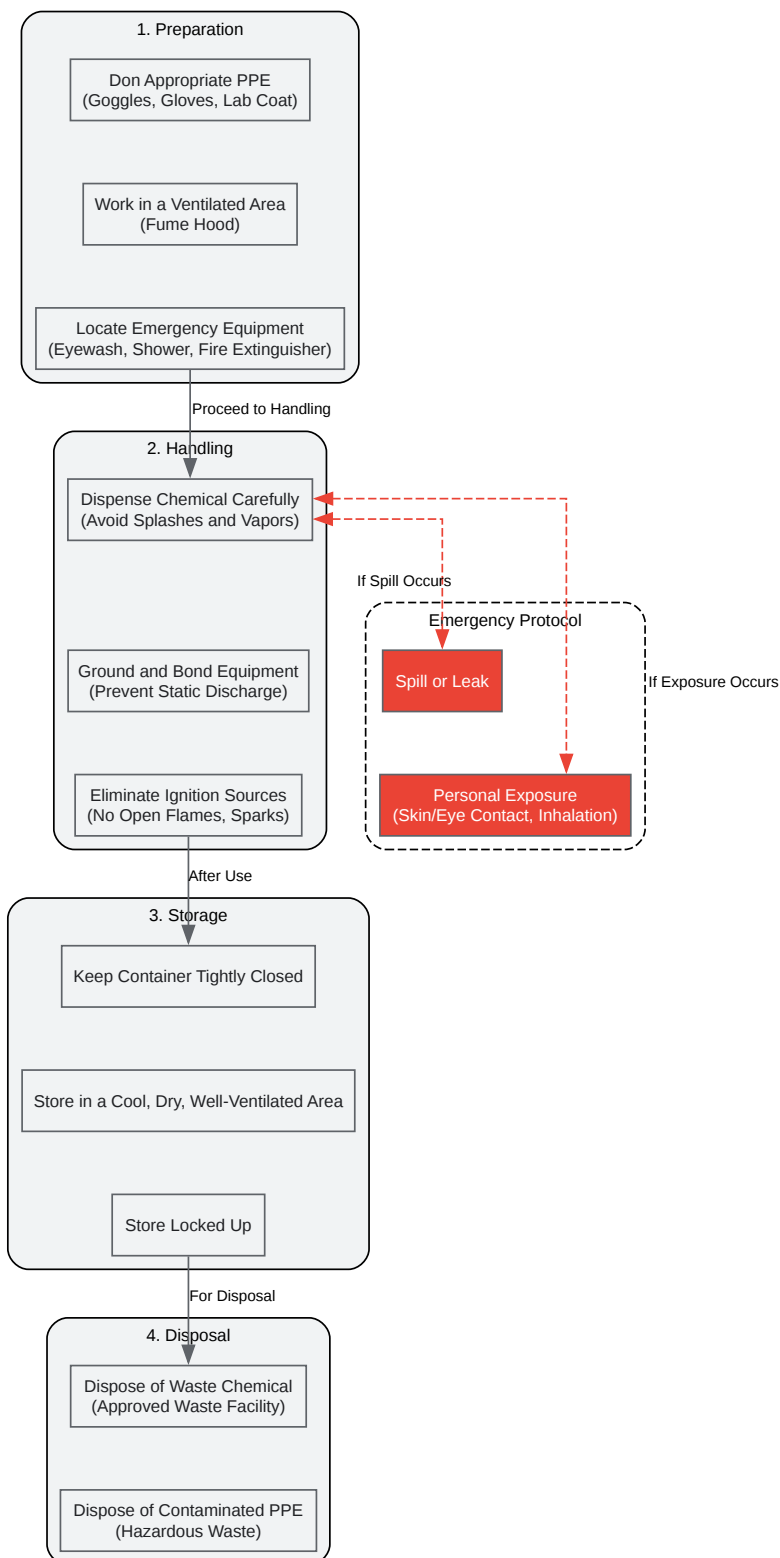 1. Preparation
Don Appropriate PPE
(Goggles, Gloves, Lab Coat)
Work in a Ventilated Area
(Fume Hood)
Locate Emergency Equipment
(Eyewash, Shower, Fire Extinguisher)
Proceed to Handling
2. Handling
Dispense Chemical Carefully
(Avoid Splashes and Vapors)
If Spill Occurs
Emergency Protocol
Ground and Bond Equipment
(Prevent Static Discharge)
Spill or Leak
If Exposure Occurs
Eliminate Ignition Sources
(No Open Flames, Sparks)
Personal Exposure
(Skin/Eye Contact, Inhalation)
After Use
3. Storage
Keep Container Tightly Closed
Store in a Cool, Dry, Well-Ventilated Area
Store Locked Up
For Disposal
4. Disposal
Dispose of Waste Chemical
(Approved Waste Facility)
Dispose of Contaminated PPE
(Hazardous Waste)